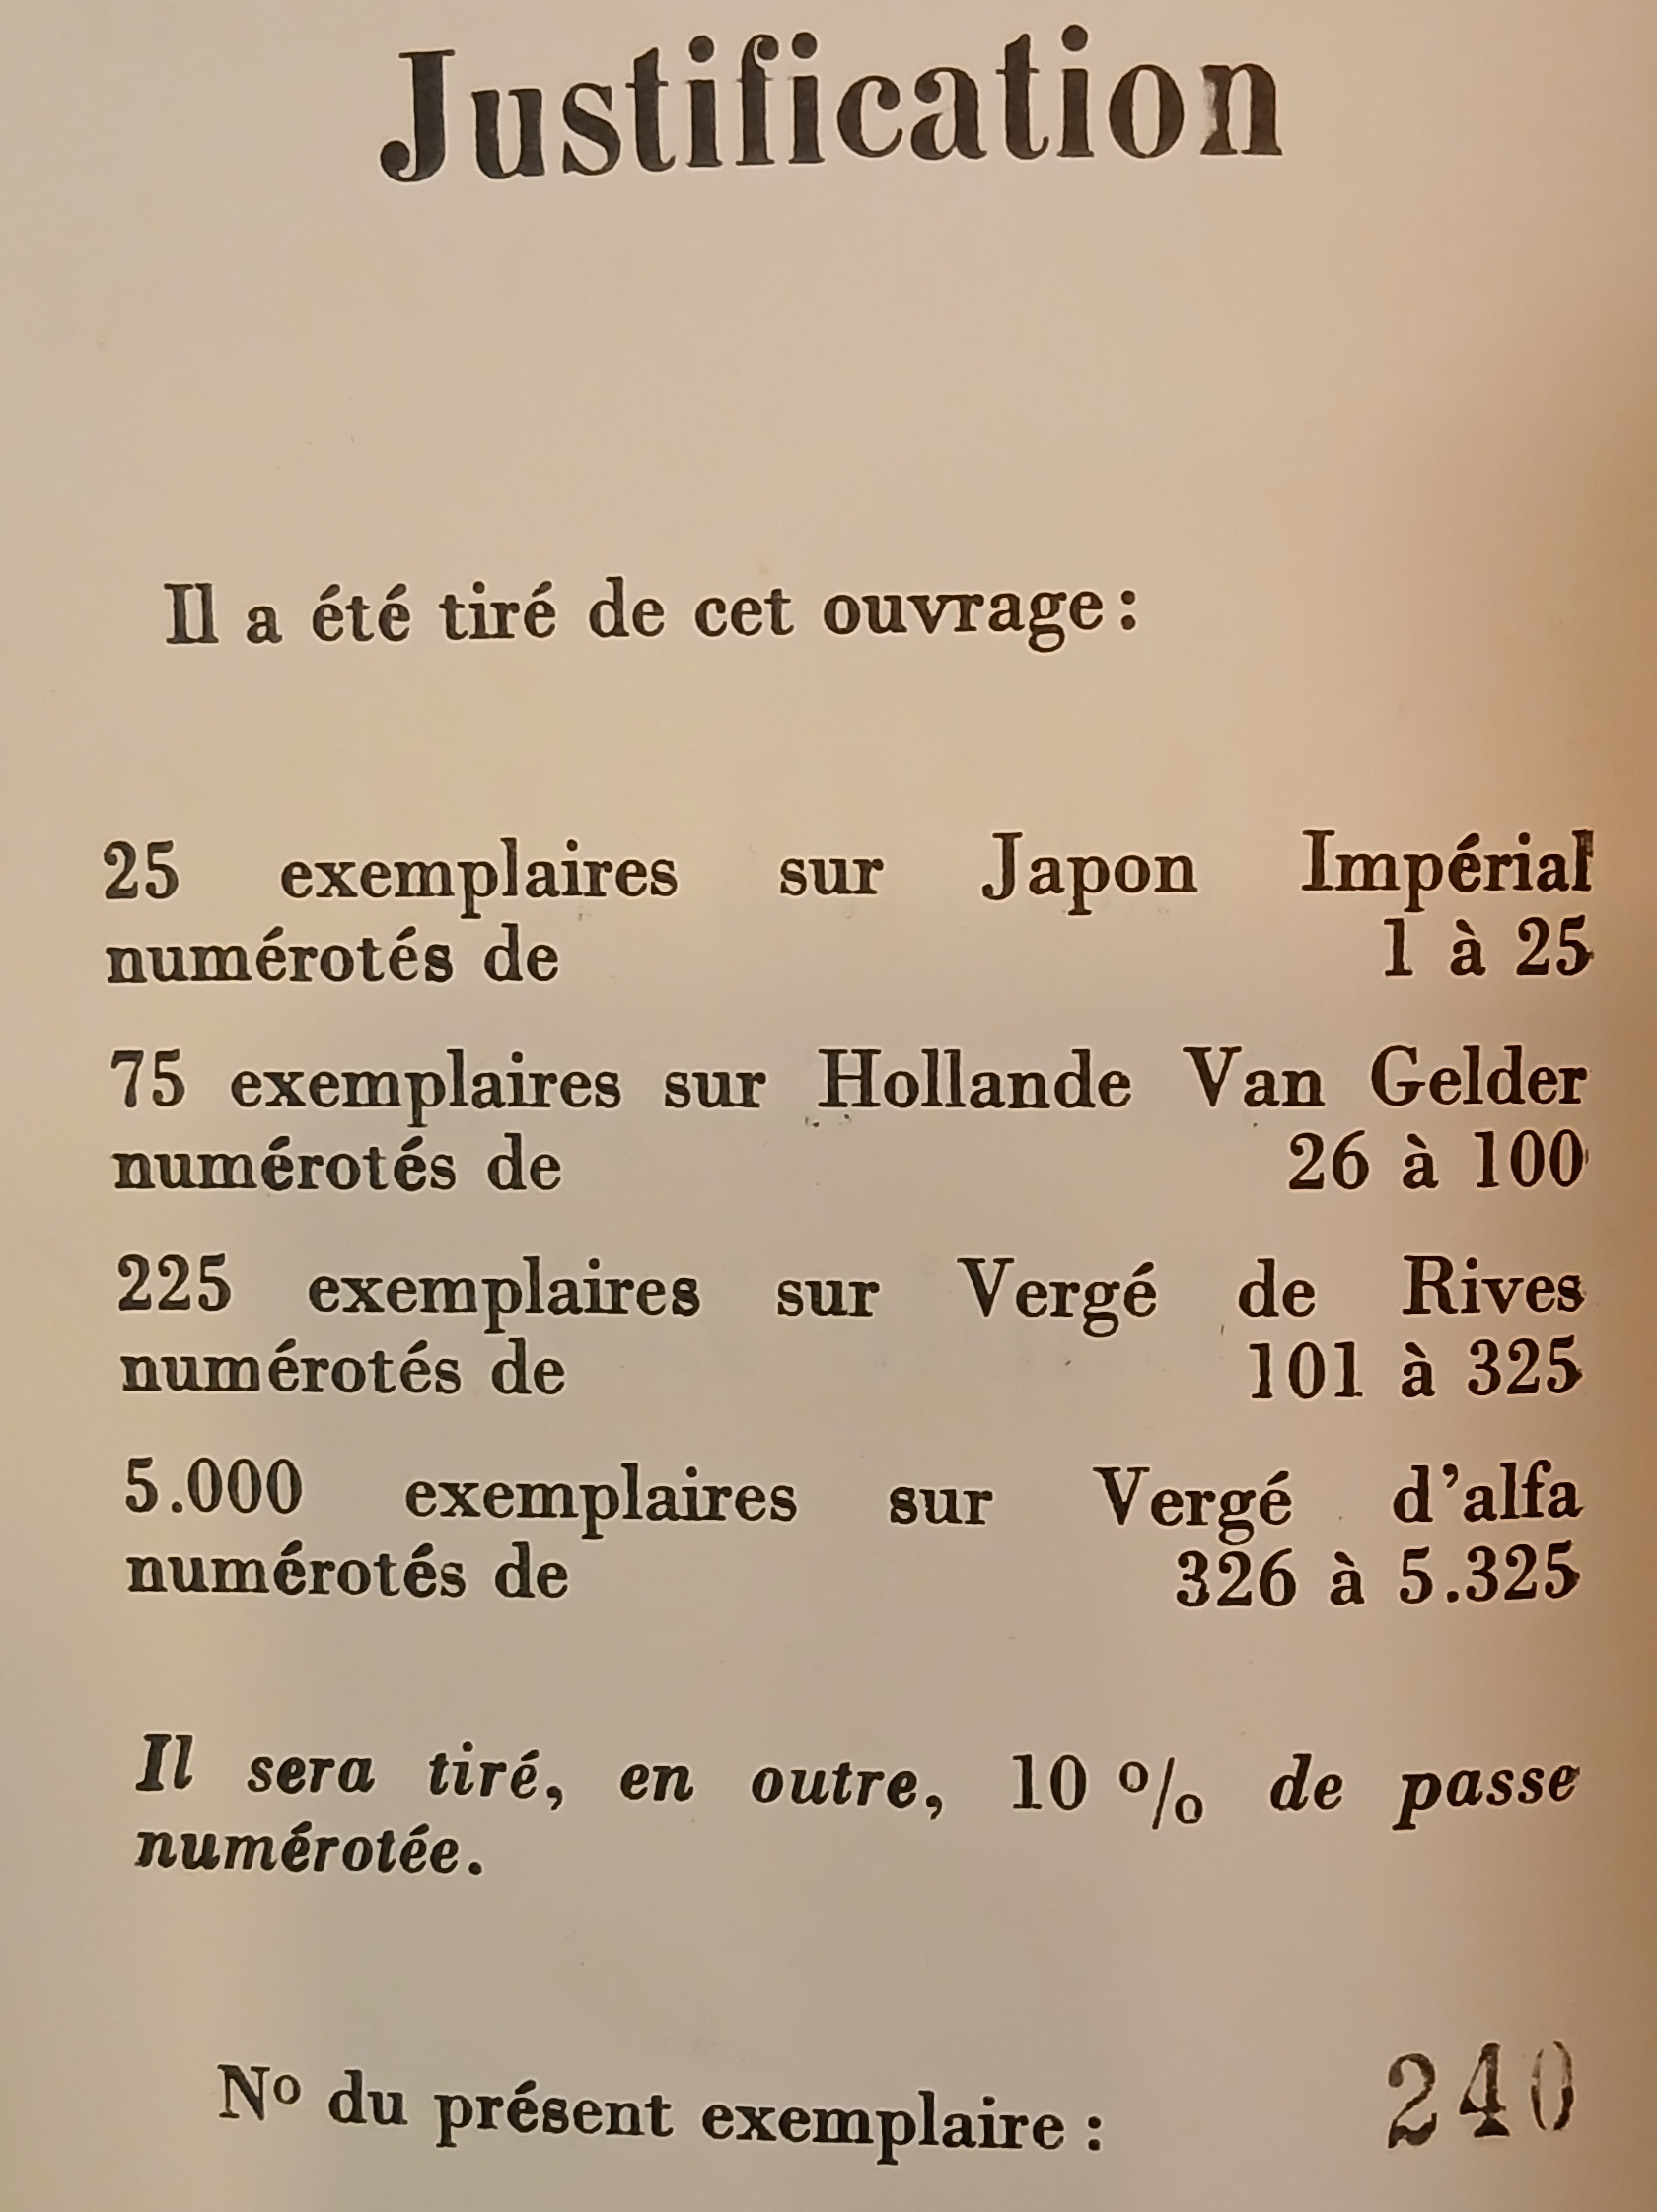 Justification
Il a été tiré de cet ouvrage :
25 exemplaires sur Japon Impérial
numérotés de 1 à 25
75 exemplaires sur Hollande Van Gelder
numérotés de 26 à 100
225 exemplaires sur Vergé de Rives
numérotés de 101 à 325
5.000 exemplaires sur Vergé d'alfa
numérotés de 326 à 5.325
Il sera tiré, en outre, 10 % de passe
numérotée.
Nº du présent exemplaire : 240